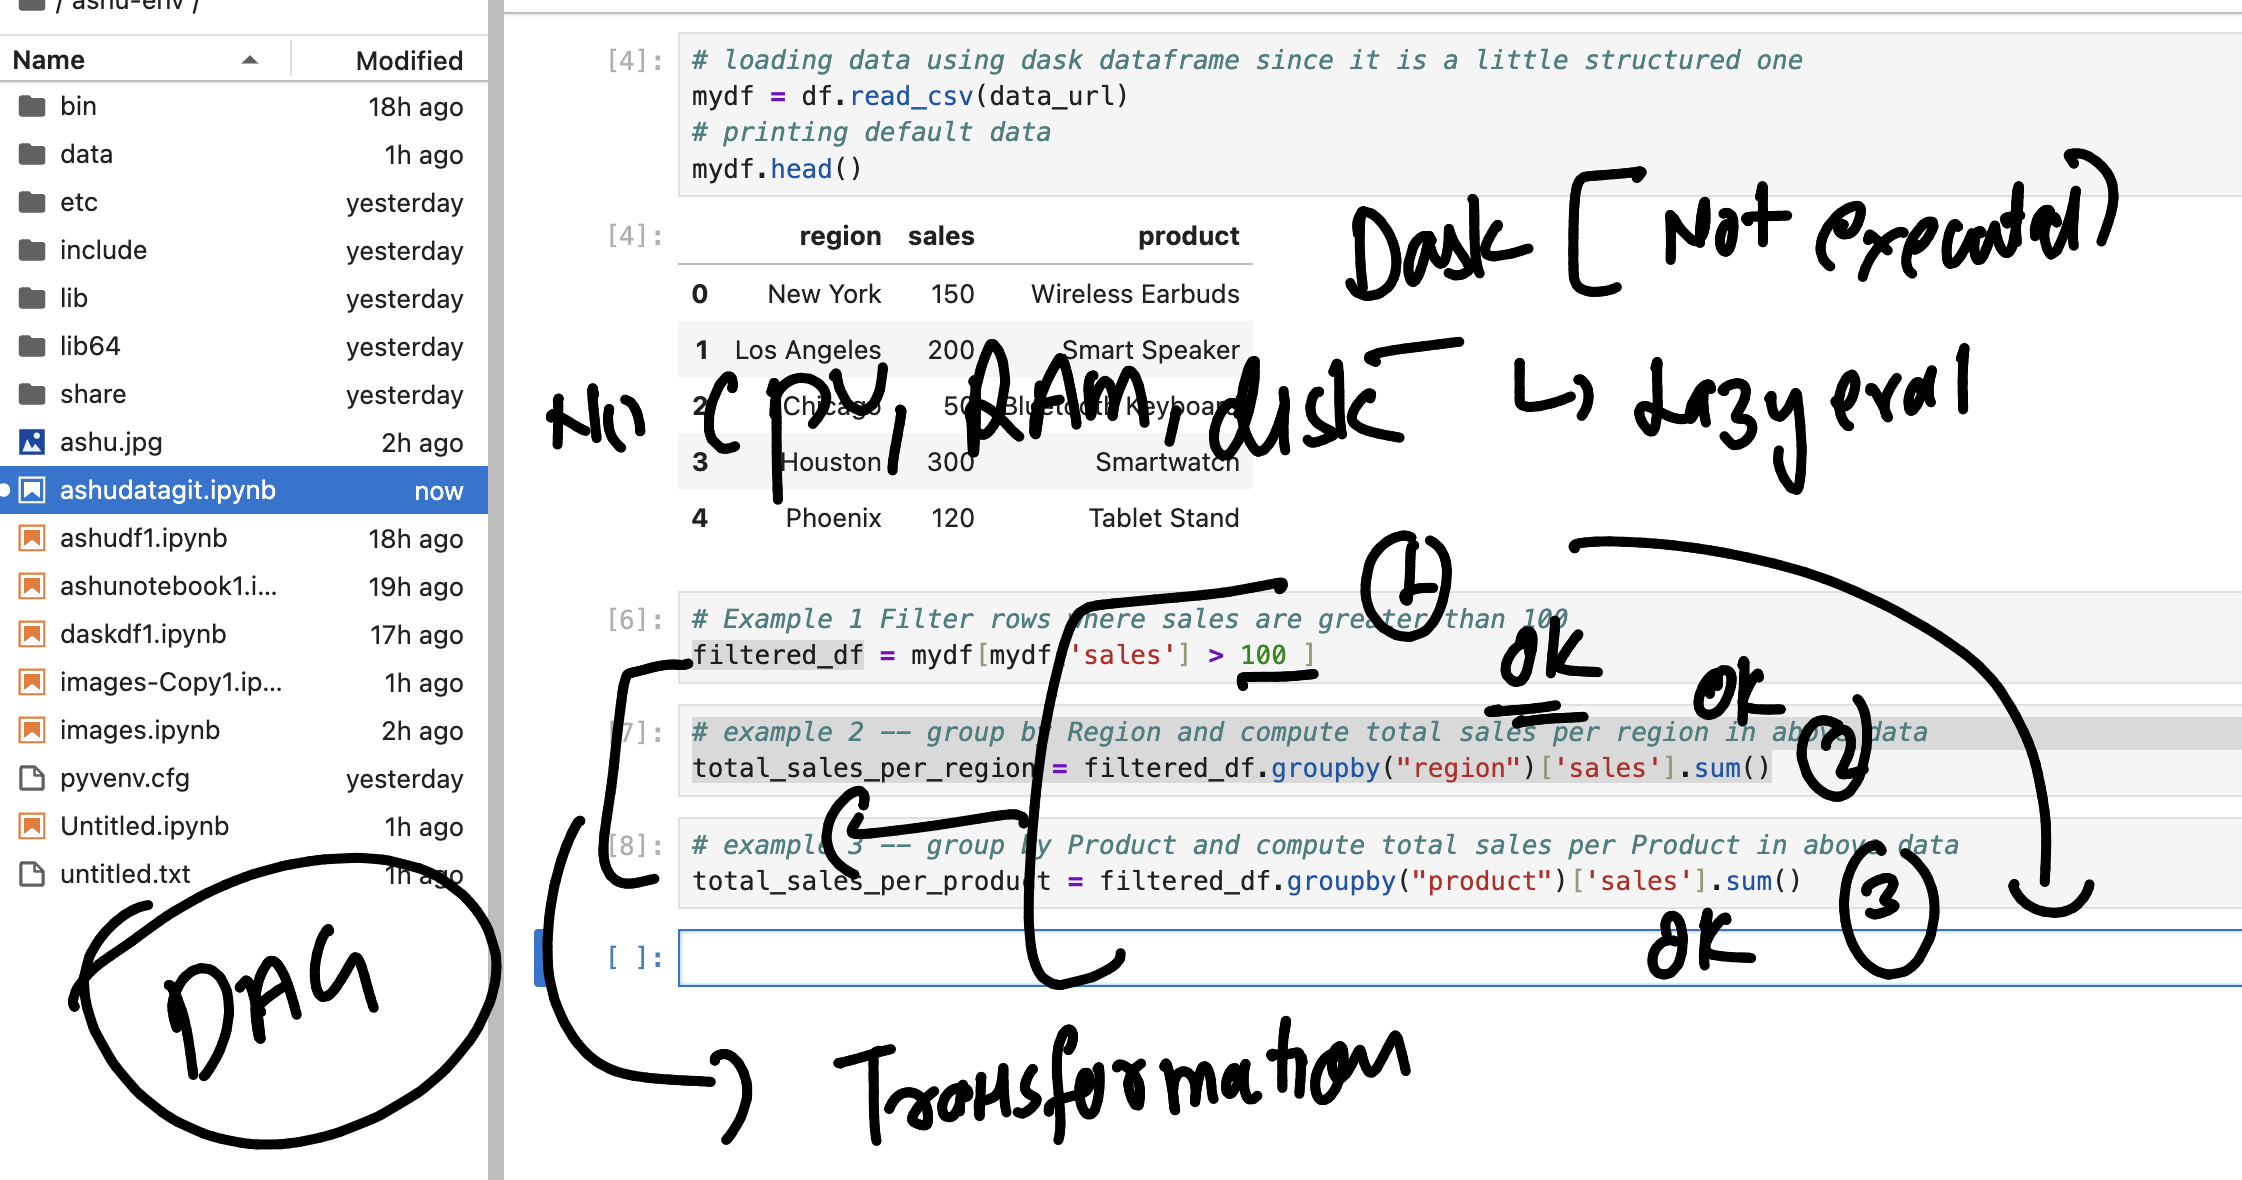 / ashu-env /
Name Modified
bin 18h ago
data 1h ago
etc yesterday
include yesterday
lib yesterday
lib64 yesterday
share yesterday
ashu.jpg 2h ago
ashudatagit.ipynb now
ashudf1.ipynb 18h ago
ashunotebook1.i... 19h ago
daskdf1.ipynb 17h ago
images-Copy1.ip... 1h ago
images.ipynb 2h ago
pyvenv.cfg yesterday
Untitled.ipynb 1h ago
untitled.txt 1h ago
DAG
[4]: # loading data using dask dataframe since it is a little structured one
mydf = df.read_csv(data_url)
# printing default data
mydf.head()
[4]: region sales product
0 New York 150 Wireless Earbuds
1 Los Angeles 200 Smart Speaker
2 Chicago 50 Bluetooth Keyboard
3 Houston 300 Smartwatch
4 Phoenix 120 Tablet Stand
Dask [Not executed)
No CPU, RAM, disk
Lazy eval
1
[6]: # Example 1 Filter rows where sales are greater than 100
filtered_df = mydf[mydf['sales'] > 100 ]
ok
ok
2
[7]: # example 2 -- group by Region and compute total sales per region in above data
total_sales_per_region = filtered_df.groupby("region")['sales'].sum()
[8]: # example 3 -- group by Product and compute total sales per Product in above data
total_sales_per_product = filtered_df.groupby("product")['sales'].sum()
3
ok
[ ]:
Transformation